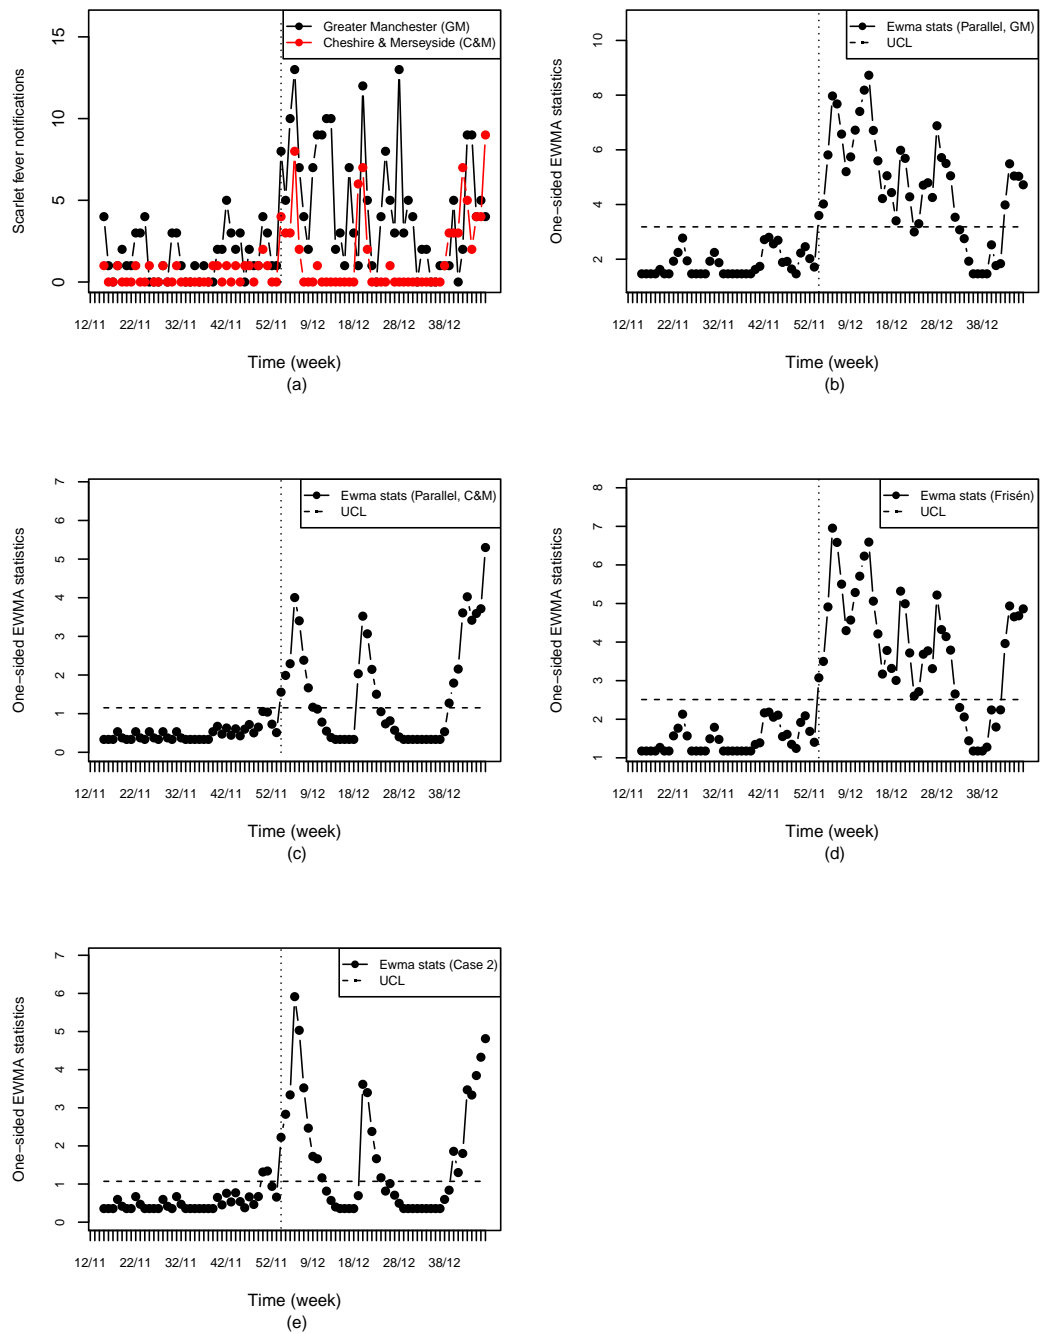 Greater Manchester (GM)
Cheshire & Merseyside (C&M)
Scarlet fever notifications
15
10
5
0
12/11 22/11 32/11 42/11 52/11 9/12 18/12 28/12 38/12
Time (week)
(a)
Ewma stats (Parallel, GM)
UCL
One−sided EWMA statistics
10
8
6
4
2
12/11 22/11 32/11 42/11 52/11 9/12 18/12 28/12 38/12
Time (week)
(b)
Ewma stats (Parallel, C&M)
UCL
One−sided EWMA statistics
7
6
5
4
3
2
1
0
12/11 22/11 32/11 42/11 52/11 9/12 18/12 28/12 38/12
Time (week)
(c)
Ewma stats (Frisén)
UCL
One−sided EWMA statistics
8
7
6
5
4
3
2
1
12/11 22/11 32/11 42/11 52/11 9/12 18/12 28/12 38/12
Time (week)
(d)
Ewma stats (Case 2)
UCL
One−sided EWMA statistics
7
6
5
4
3
2
1
0
12/11 22/11 32/11 42/11 52/11 9/12 18/12 28/12 38/12
Time (week)
(e)